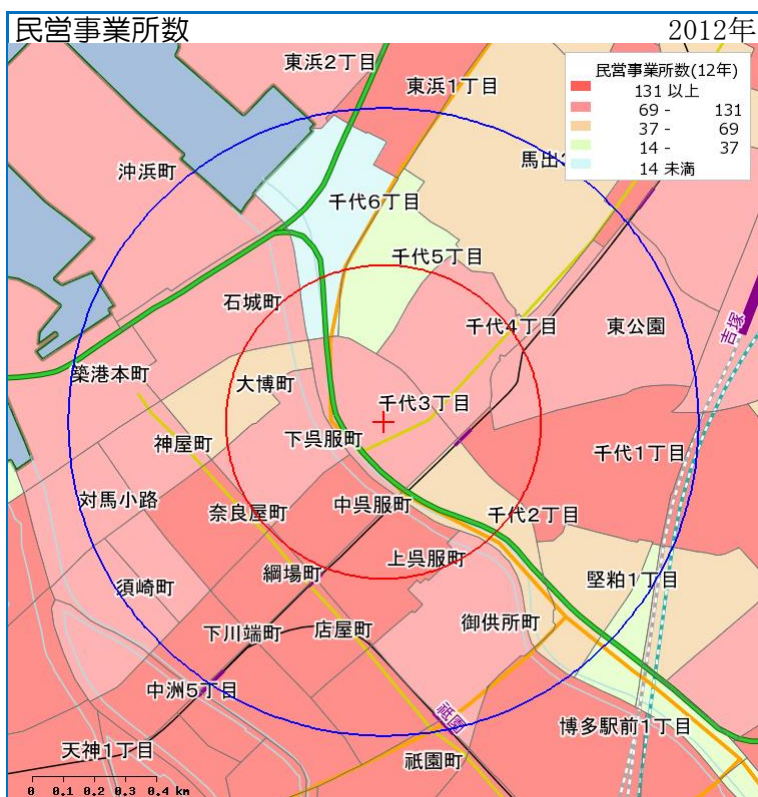 民営事業所数
2012年
民営事業所数(12年)
131 以上
69 - 131
37 - 69
14 - 37
14 未満
東浜2丁目
東浜1丁目
馬出
沖浜町
千代6丁目
千代5丁目
石城町
千代4丁目
東公園
吉塚
築港本町
大博町
千代3丁目
神屋町
下呉服町
千代1丁目
対馬小路
奈良屋町
中呉服町
千代2丁目
綱場町
上呉服町
須崎町
堅粕1丁目
下川端町
店屋町
御供所町
中洲5丁目
祇園
博多駅前1丁目
天神1丁目
祇園町
0 0.1 0.2 0.3 0.4 km